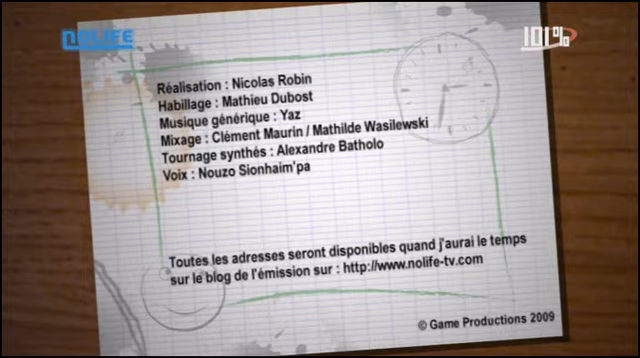 NOLIFE
101%
Réalisation : Nicolas Robin
Habillage : Mathieu Dubost
Musique générique : Yaz
Mixage : Clément Maurin / Mathilde Wasilewski
Tournage synthés : Alexandre Batholo
Voix : Nouzo Sionhaim'pa
Toutes les adresses seront disponibles quand j'aurai le temps
sur le blog de l'émission sur : http://www.nolife-tv.com
© Game Productions 2009